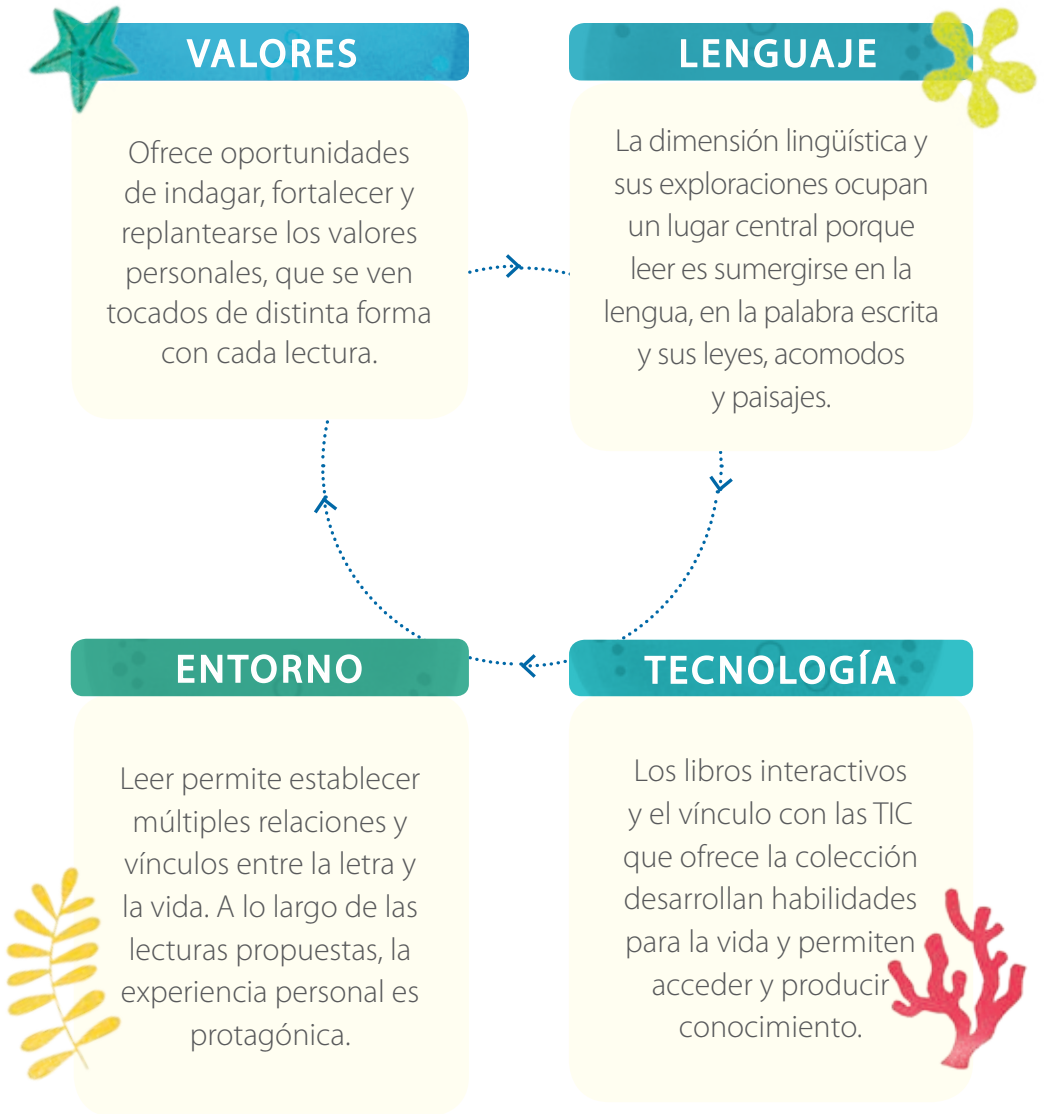 VALORES
Ofrece oportunidades
de indagar, fortalecer y
replantearse los valores
personales, que se ven
tocados de distinta forma
con cada lectura.
LENGUAJE
La dimensión lingüística y
sus exploraciones ocupan
un lugar central porque
leer es sumergirse en la
lengua, en la palabra escrita
y sus leyes, acomodos
y paisajes.
ENTORNO
Leer permite establecer
múltiples relaciones y
vínculos entre la letra y
la vida. A lo largo de las
lecturas propuestas, la
experiencia personal es
protagónica.
TECNOLOGÍA
Los libros interactivos
y el vínculo con las TIC
que ofrece la colección
desarrollan habilidades
para la vida y permiten
acceder y producir
conocimiento.